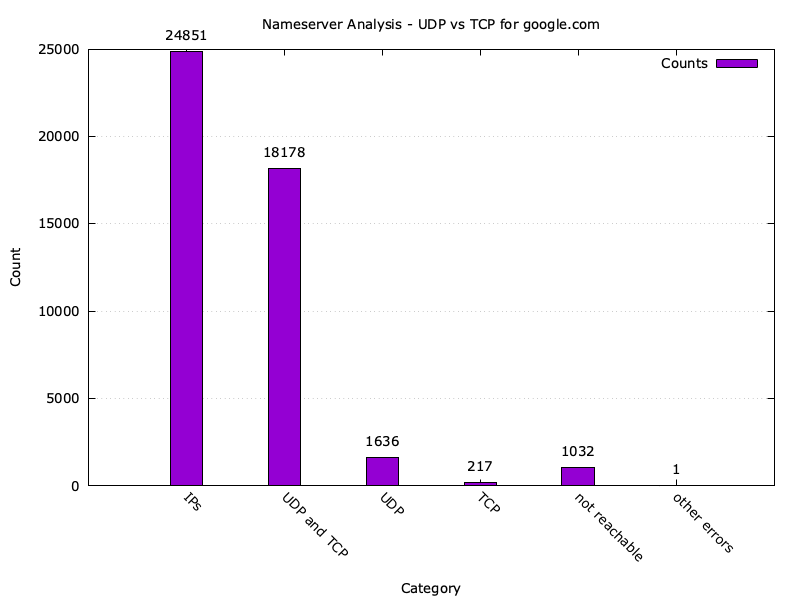 Nameserver Analysis - UDP vs TCP for google.com
Counts
Count
25000
20000
15000
10000
5000
0
24851
18178
1636
217
1032
1
IPs
UDP and TCP
UDP
TCP
not reachable
other errors
Category